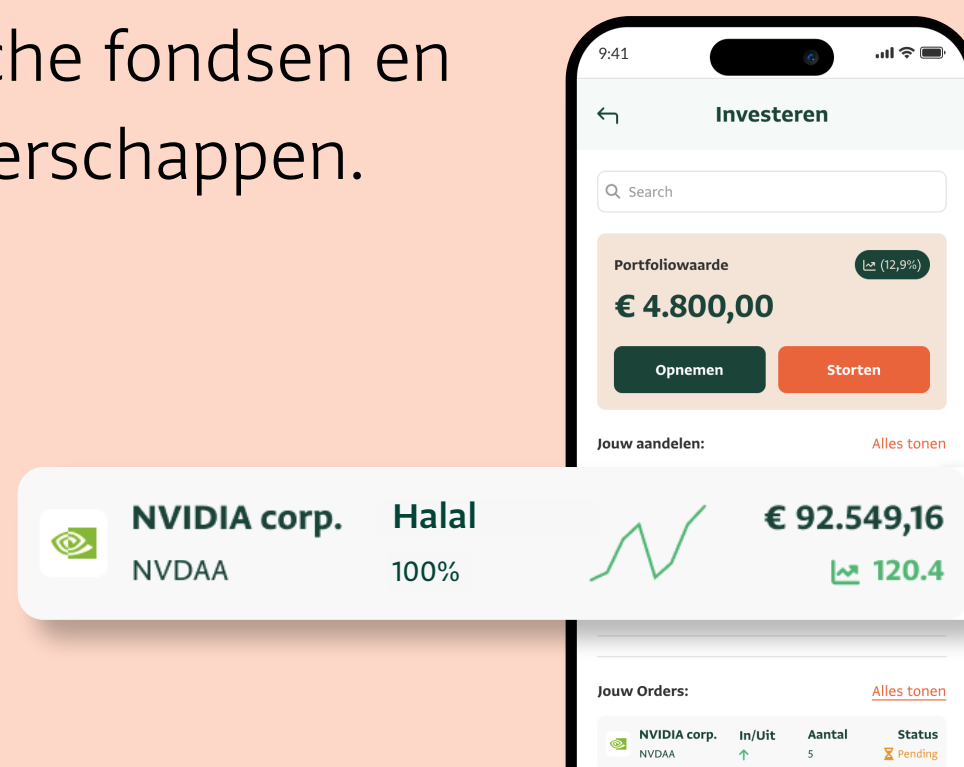 che fondsen en
erschappen.
9:41
Investeren
Search
Portfoliowaarde
(12,9%)
€ 4.800,00
Opnemen
Storten
Jouw aandelen:
Alles tonen
NVIDIA corp.
Halal
€ 92.549,16
NVDAA
100%
120.4
Jouw Orders:
Alles tonen
NVIDIA corp.
In/Uit
Aantal
Status
NVDAA
5
Pending